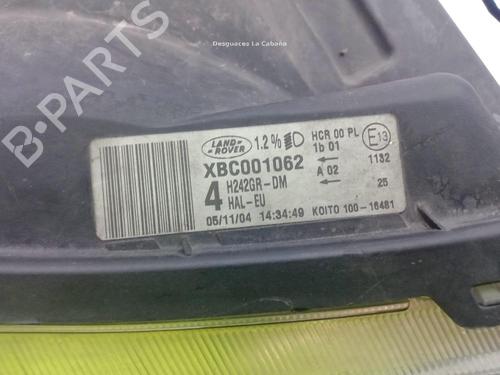 Desguaces La Cabaña
B-PARTS
LAND ROVER 1.2% HCR 00 PL E13
1b 01
XBC001062 ← 1132
A 02
4 H242GR-DM ← 25
HAL-EU
05/11/04 14:34:49 KOITO 100-16481